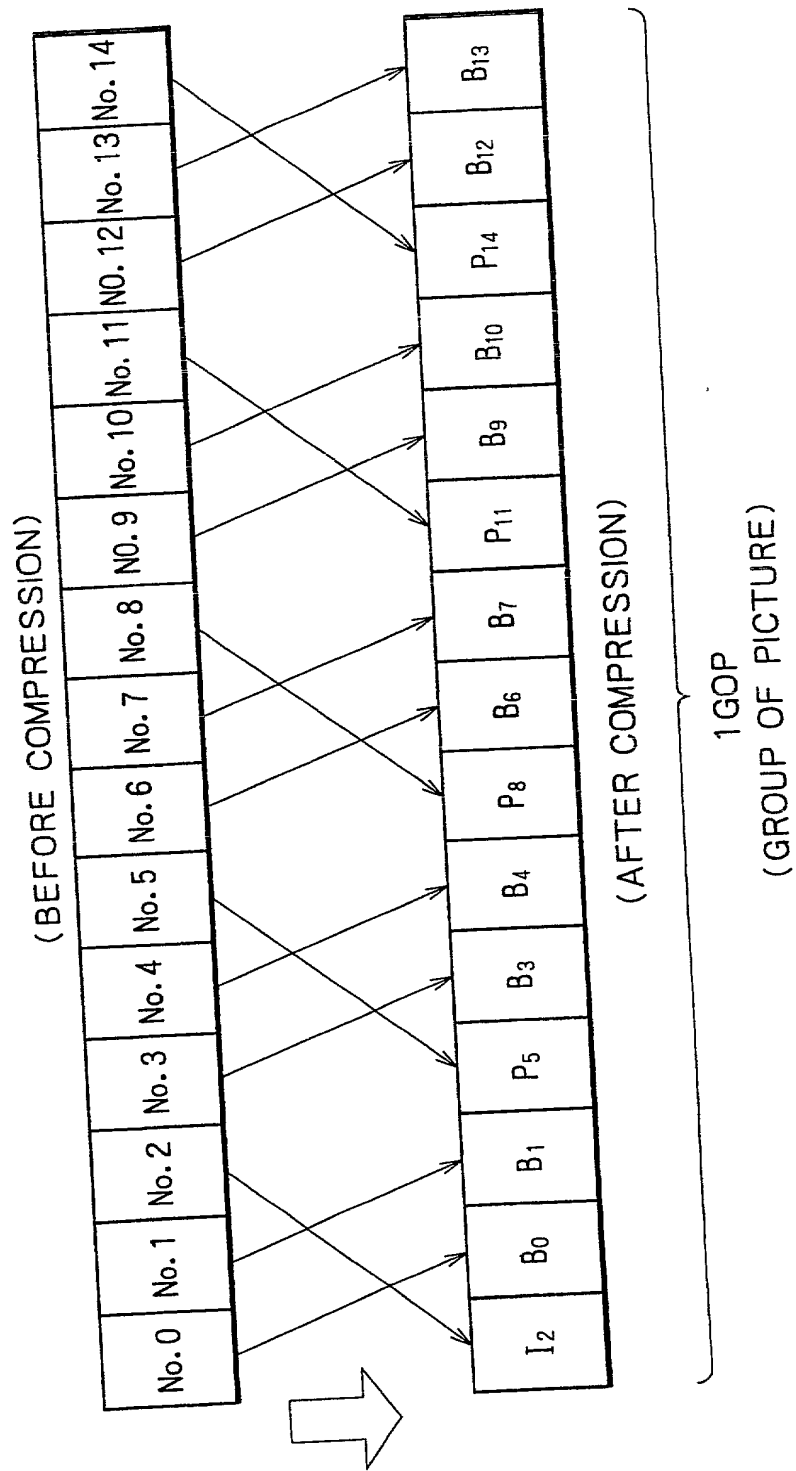 (BEFORE COMPRESSION)
No. 0 No. 1 No. 2 No. 3 No. 4 No. 5 No. 6 No. 7 No. 8 NO. 9 No. 10 No. 11 NO. 12 No. 13 No. 14
I2 B0 B1 P5 B3 B4 P8 B6 B7 P11 B9 B10 P14 B12 B13
(AFTER COMPRESSION)
1GOP
(GROUP OF PICTURE)